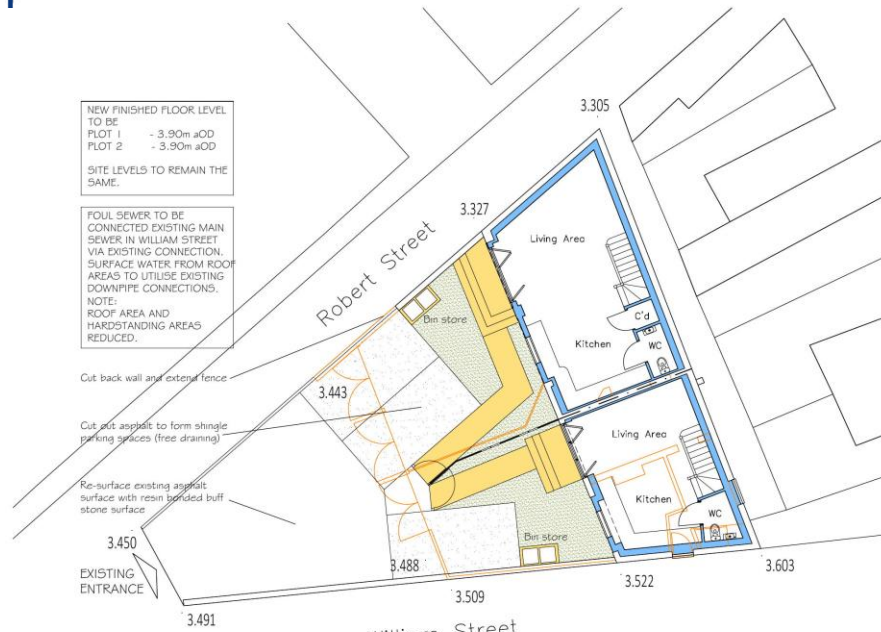 NEW FINISHED FLOOR LEVEL
TO BE
PLOT 1 - 3.90m aOD
PLOT 2 - 3.90m aOD
SITE LEVELS TO REMAIN THE
SAME.
FOUL SEWER TO BE
CONNECTED EXISTING MAIN
SEWER IN WILLIAM STREET
VIA EXISTING CONNECTION.
SURFACE WATER FROM ROOF
AREAS TO UTILISE EXISTING
DOWNPIPE CONNECTIONS.
NOTE:
ROOF AREA AND
HARDSTANDING AREAS
REDUCED.
Cut back wall and extend fence
Cut out asphalt to form shingle
parking spaces (free draining)
Re-surface existing asphalt
surface with resin bonded buff
stone surface
3.450
EXISTING
ENTRANCE
3.491
Robert Street
3.327
3.305
3.443
Bin store
Living Area
C'd
Kitchen
WC
Living Area
Kitchen
WC
Bin store
3.488
3.509
3.522
3.603
Street